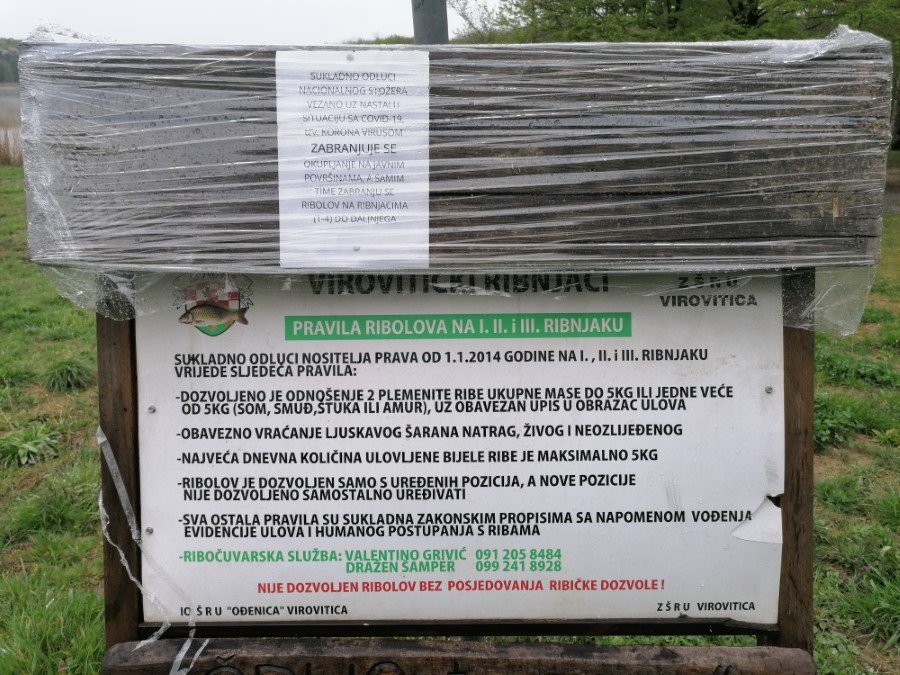 SUKLADNO ODLUCI
NACIONALNOG STOŽERA
VEZANO UZ NASTALU
SITUACIJU SA COVID-19,
tzv. KORONA VIRUSOM
ZABRANJUJE SE
OKUPLJANJE NA JAVNIM
POVRŠINAMA, A SAMIM
TIME ZABRANJU SE
RIBOLOV NA RIBNJACIMA
(1-4) DO DALJNJEGA
VIROVITIČKI RIBNJACI
ZŠRU
VIROVITICA
PRAVILA RIBOLOVA NA I. II. i III. RIBNJAKU
SUKLADNO ODLUCI NOSITELJA PRAVA OD 1.1.2014 GODINE NA I. , II. i III. RIBNJAKU
VRIJEDE SLJEDEĆA PRAVILA:
-DOZVOLJENO JE ODNOŠENJE 2 PLEMENITE RIBE UKUPNE MASE DO 5KG ILI JEDNE VEĆE
OD 5KG (SOM, SMUĐ,ŠTUKA ILI AMUR), UZ OBAVEZAN UPIS U OBRAZAC ULOVA
-OBAVEZNO VRAĆANJE LJUSKAVOG ŠARANA NATRAG, ŽIVOG I NEOZLIJEĐENOG
-NAJVEĆA DNEVNA KOLIČINA ULOVLJENE BIJELE RIBE JE MAKSIMALNO 5KG
-RIBOLOV JE DOZVOLJEN SAMO S UREĐENIH POZICIJA, A NOVE POZICIJE
NIJE DOZVOLJENO SAMOSTALNO UREĐIVATI
-SVA OSTALA PRAVILA SU SUKLADNA ZAKONSKIM PROPISIMA SA NAPOMENOM VOĐENJA
EVIDENCIJE ULOVA I HUMANOG POSTUPANJA S RIBAMA
-RIBOČUVARSKA SLUŽBA: VALENTINO GRIVIĆ 091 205 8484
DRAŽEN ŠAMPER 099 241 8928
NIJE DOZVOLJEN RIBOLOV BEZ POSJEDOVANJA RIBIČKE DOZVOLE !
IO ŠRU "OĐENICA" VIROVITICA
ZŠRU VIROVITICA